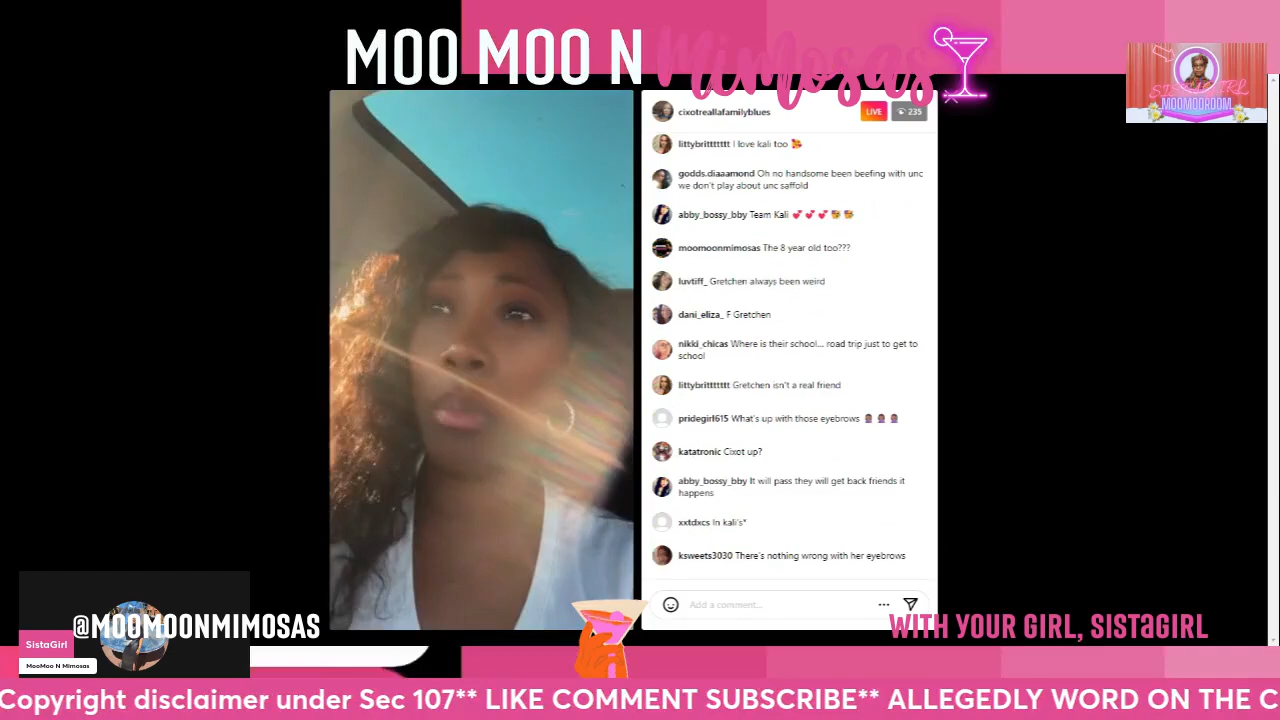 MOO MOO N Mimosas
SISTAGIRL
MOOMOOROOM
cixotreallafamilyblues
LIVE
235
littybrittttttt I love kali too 🥰
godds.diaaamond Oh no handsome been beefing with unc
we don't play about unc saffold
abby_bossy_bby Team Kali 💕 💕 💕 🥰 🥰
moomoonmimosas The 8 year old too???
luvtiff_ Gretchen always been weird
dani_eliza_ F Gretchen
nikki_chicas Where is their school... road trip just to get to
school
littybrittttttt Gretchen isn't a real friend
pridegirl615 What's up with those eyebrows
katatronic Cixot up?
abby_bossy_bby It will pass they will get back friends it
happens
xxtdxcs In kali's*
ksweets3030 There's nothing wrong with her eyebrows
Add a comment...
@MOOMOONMIMOSAS
WITH YOUR GIRL, SISTAGIRL
SistaGirl
MooMoo N Mimosas
Copyright disclaimer under Sec 107** LIKE COMMENT SUBSCRIBE** ALLEGEDLY WORD ON THE C